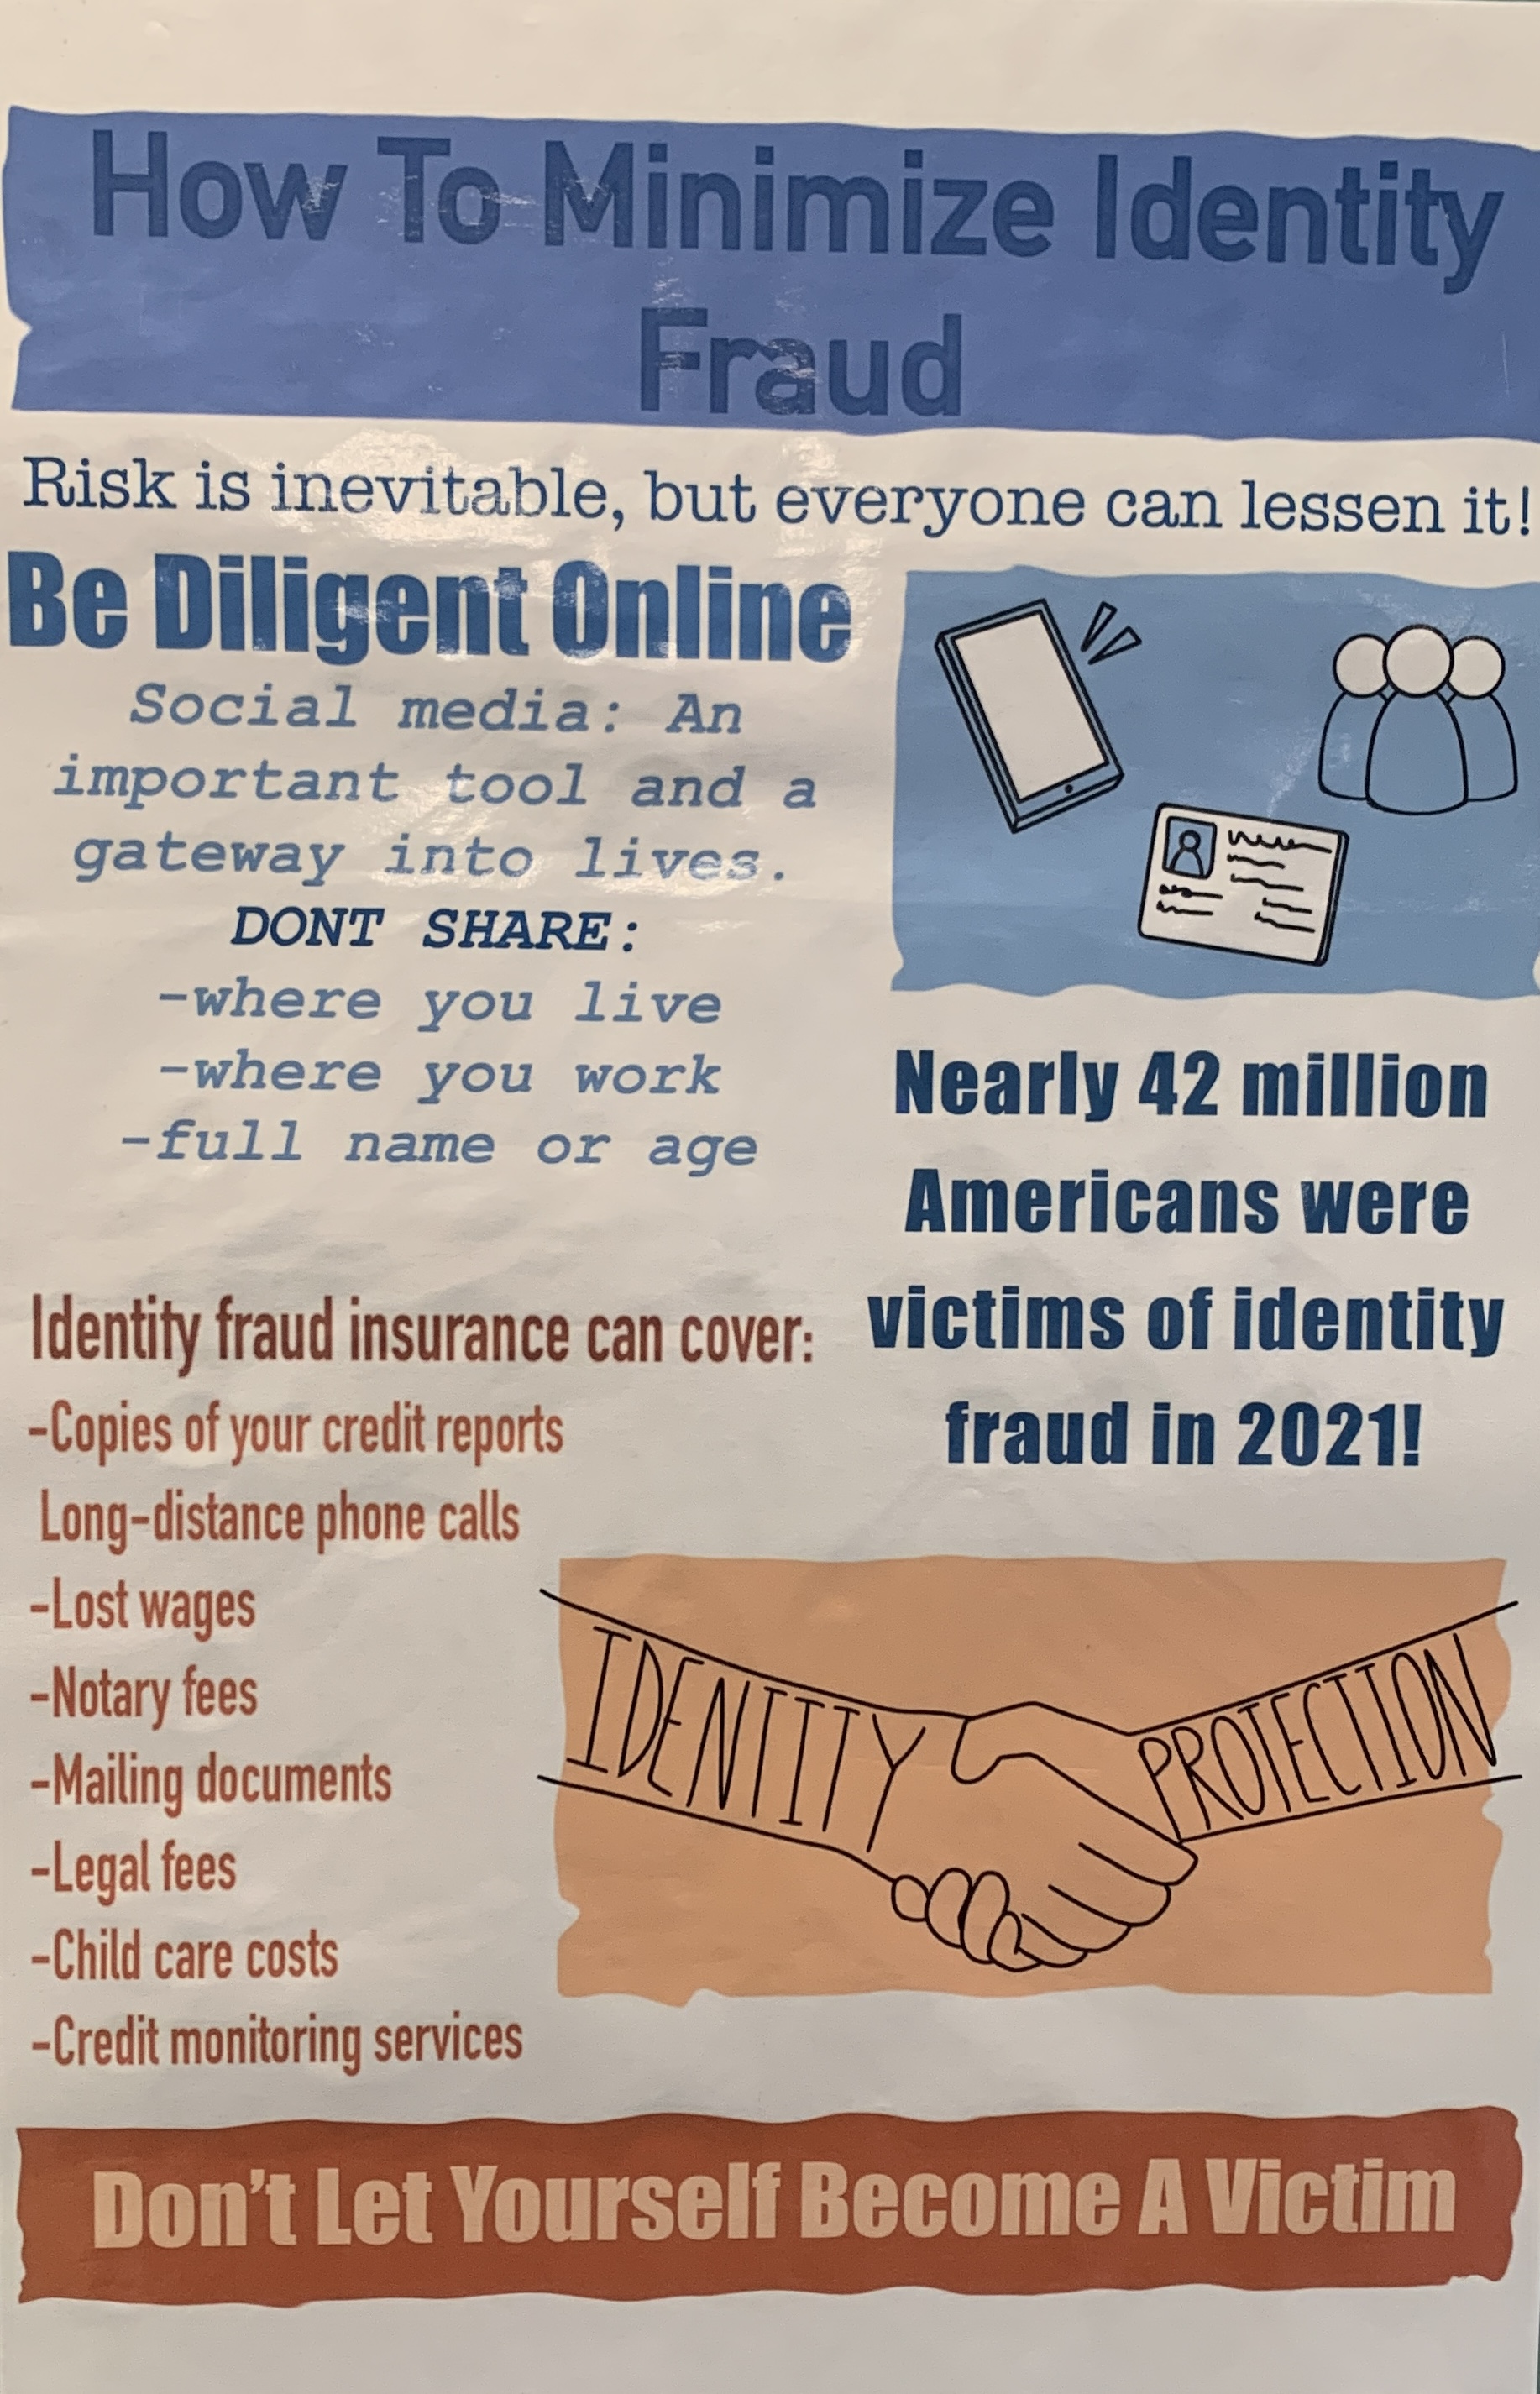 How To Minimize Identity
Fraud
Risk is inevitable, but everyone can lessen it!
Be Diligent Online
Social media: An
important tool and a
gateway into lives.
DONT SHARE:
-where you live
-where you work
-full name or age
Nearly 42 million
Americans were
victims of identity
fraud in 2021!
Identity fraud insurance can cover:
-Copies of your credit reports
Long-distance phone calls
-Lost wages
-Notary fees
-Mailing documents
-Legal fees
-Child care costs
-Credit monitoring services
IDENTITY
PROTECTION
Don't Let Yourself Become A Victim